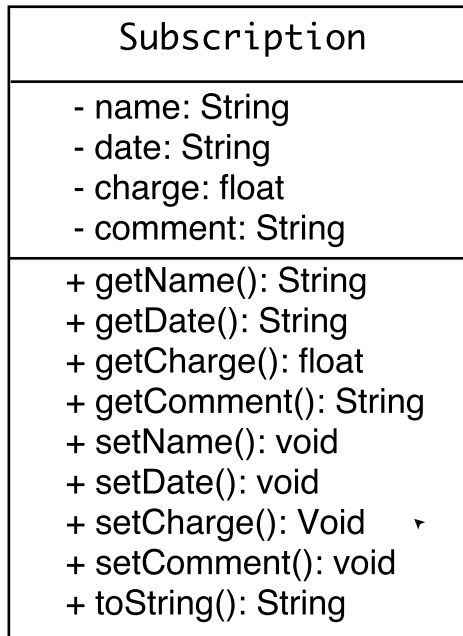 Subscription
- name: String
- date: String
- charge: float
- comment: String
+ getName(): String
+ getDate(): String
+ getCharge(): float
+ getComment(): String
+ setName(): void
+ setDate(): void
+ setCharge(): Void
+ setComment(): void
+ toString(): String